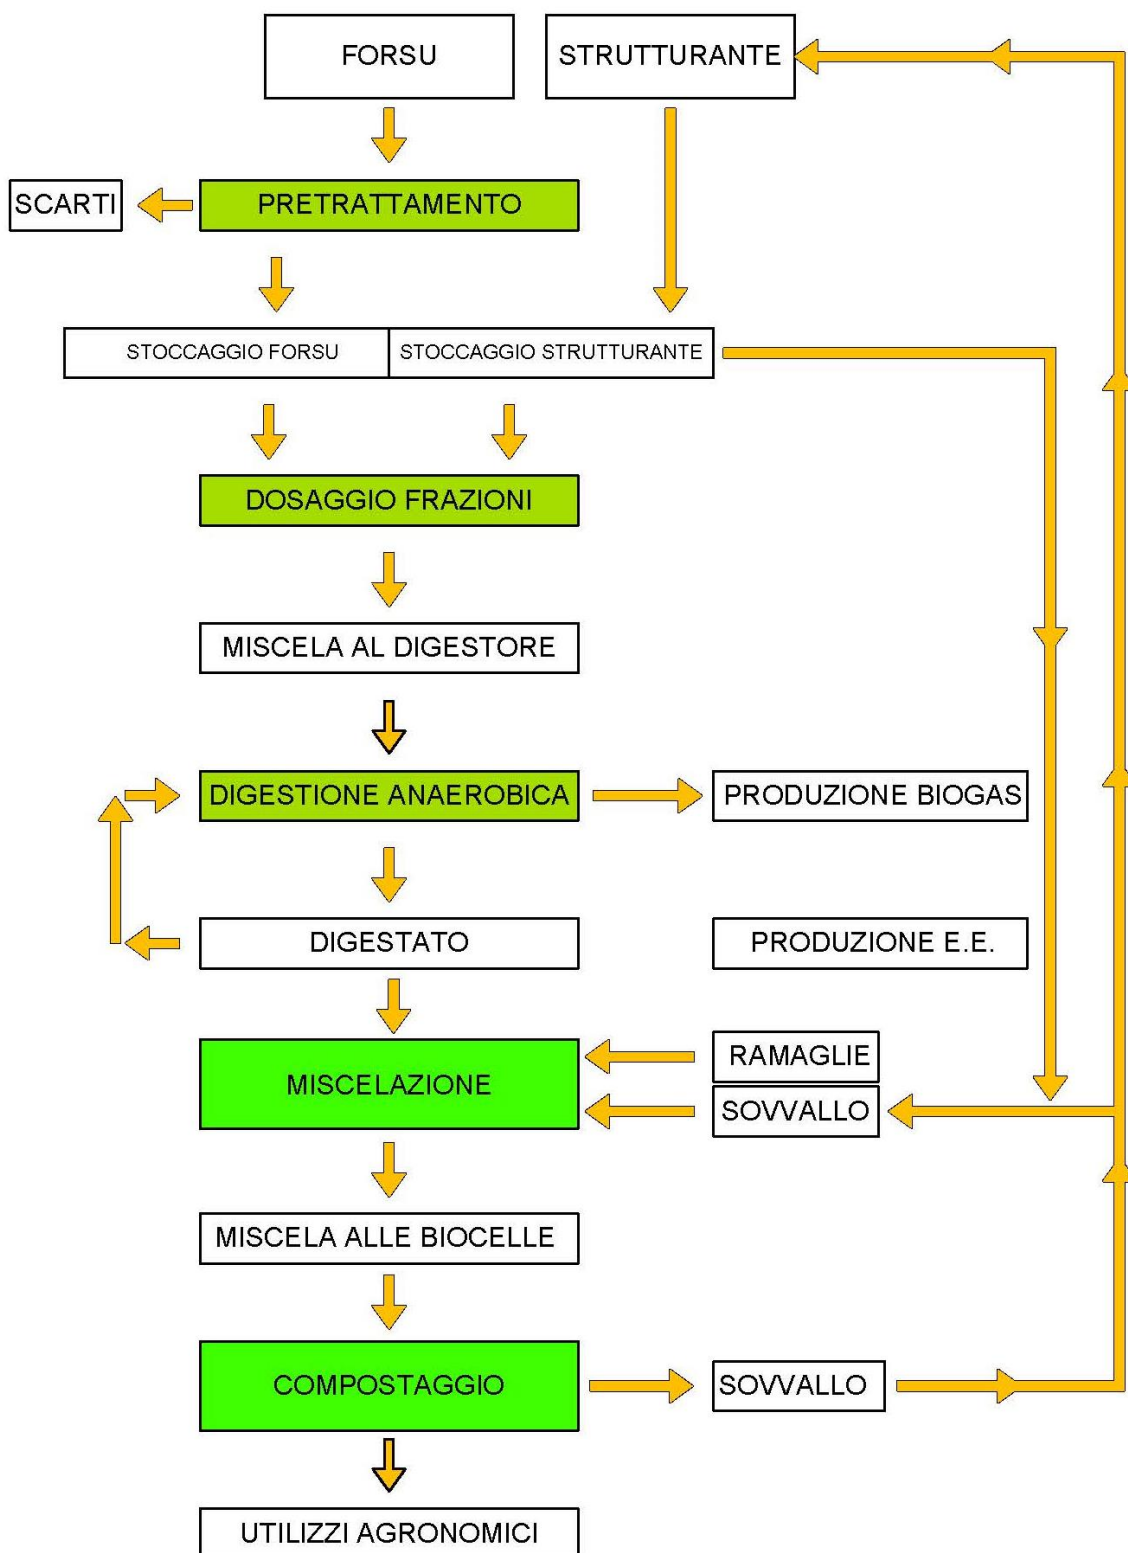 FORSU
STRUTTURANTE
SCARTI
PRETRATTAMENTO
STOCCAGGIO FORSU
STOCCAGGIO STRUTTURANTE
DOSAGGIO FRAZIONI
MISCELA AL DIGESTORE
DIGESTIONE ANAEROBICA
PRODUZIONE BIOGAS
DIGESTATO
PRODUZIONE E.E.
RAMAGLIE
MISCELAZIONE
SOVVALLO
MISCELA ALLE BIOCELLE
COMPOSTAGGIO
SOVVALLO
UTILIZZI AGRONOMICI